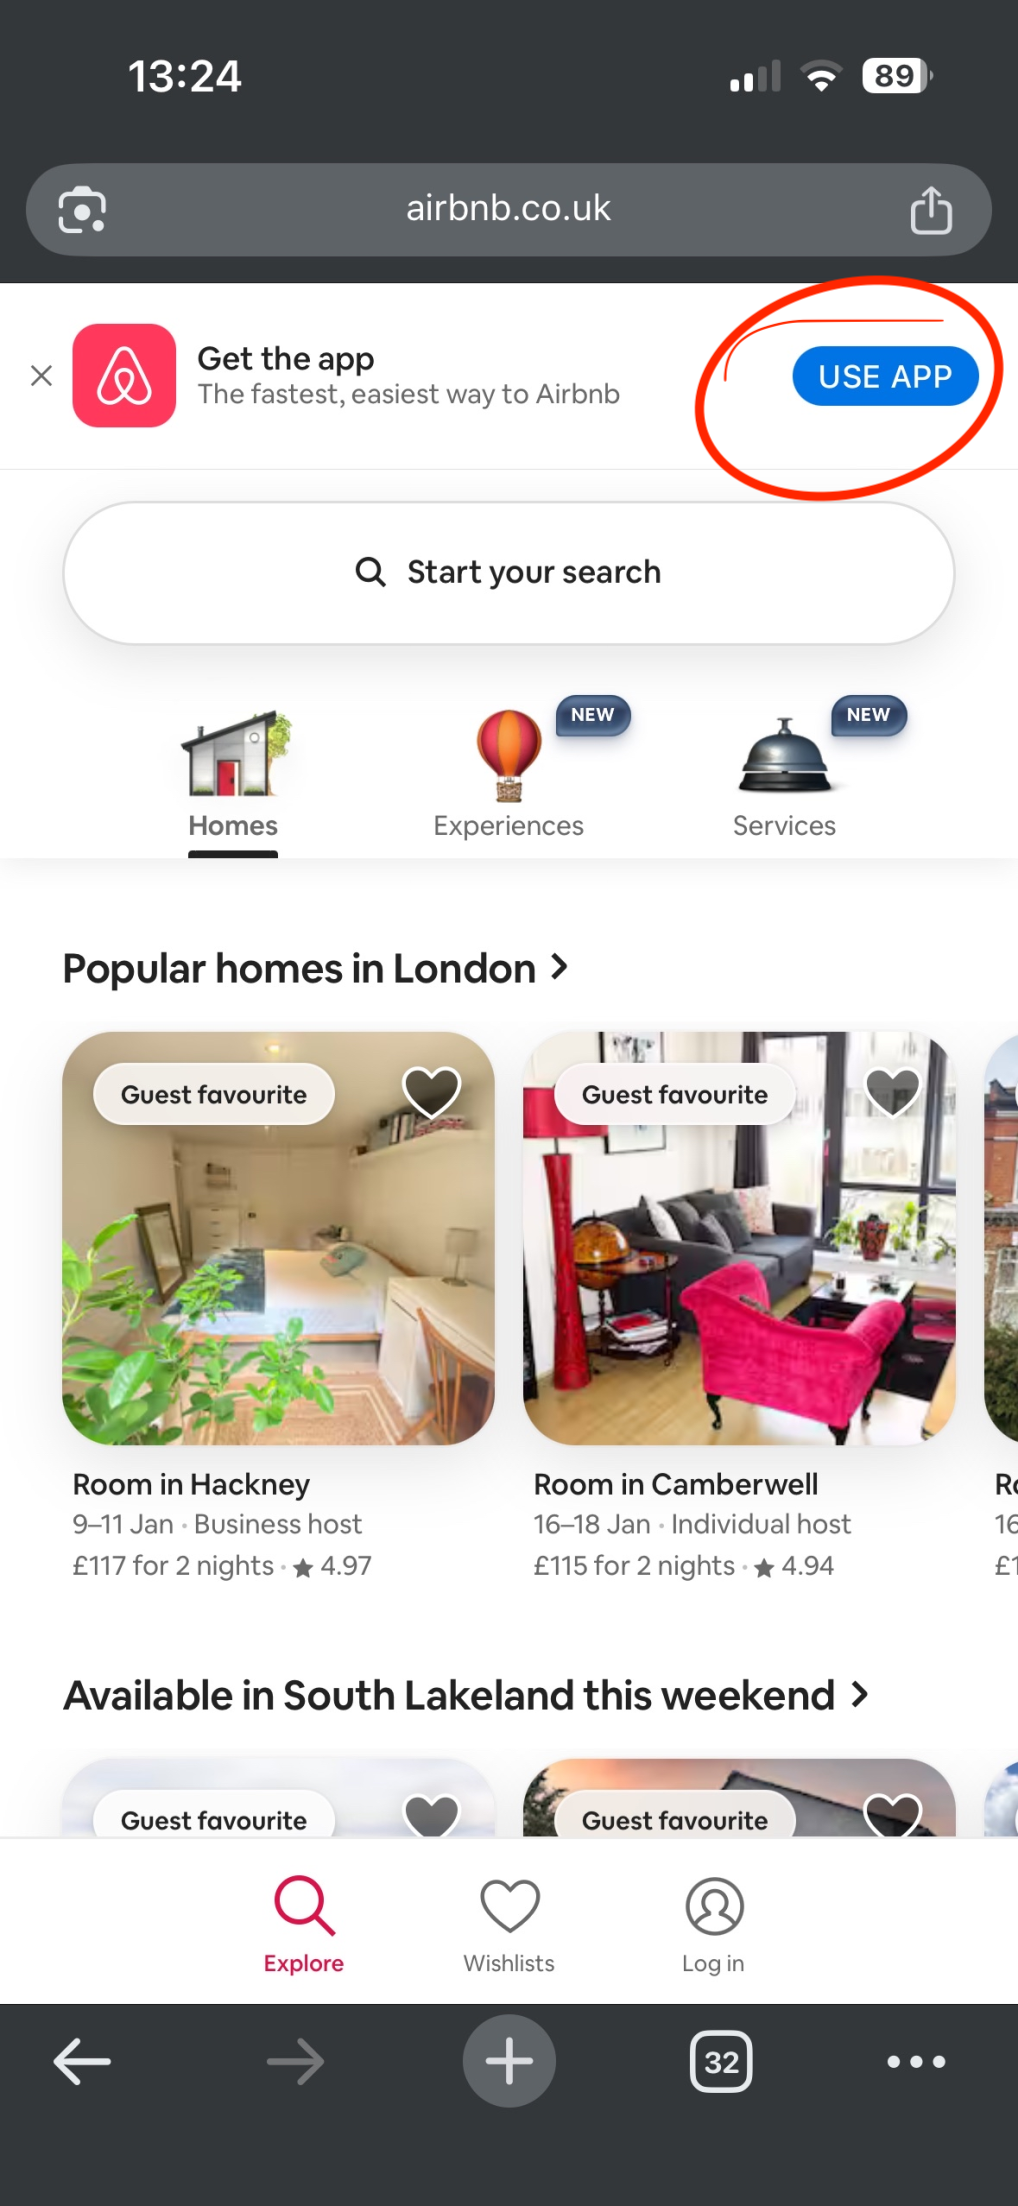 13:24
89
airbnb.co.uk
Get the app
The fastest, easiest way to Airbnb
USE APP
Start your search
NEW
NEW
Homes
Experiences
Services
Popular homes in London
Guest favourite
Guest favourite
Room in Hackney
9–11 Jan · Business host
£117 for 2 nights · ★ 4.97
Room in Camberwell
16–18 Jan · Individual host
£115 for 2 nights · ★ 4.94
Available in South Lakeland this weekend
Guest favourite
Guest favourite
Explore
Wishlists
Log in
32